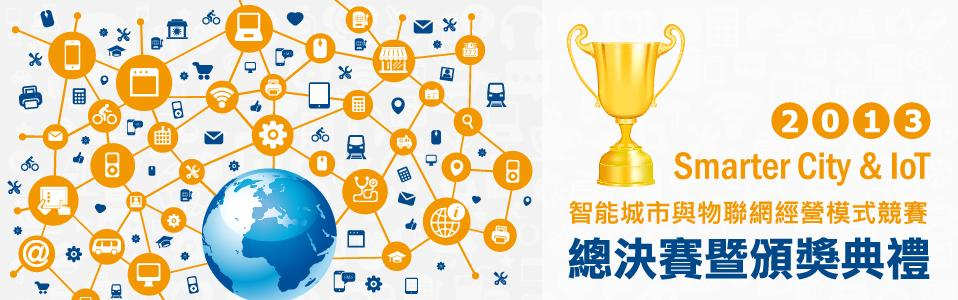 2013
Smarter City & IoT
智能城市與物聯網經營模式競賽
總決賽暨頒獎典禮
@
i